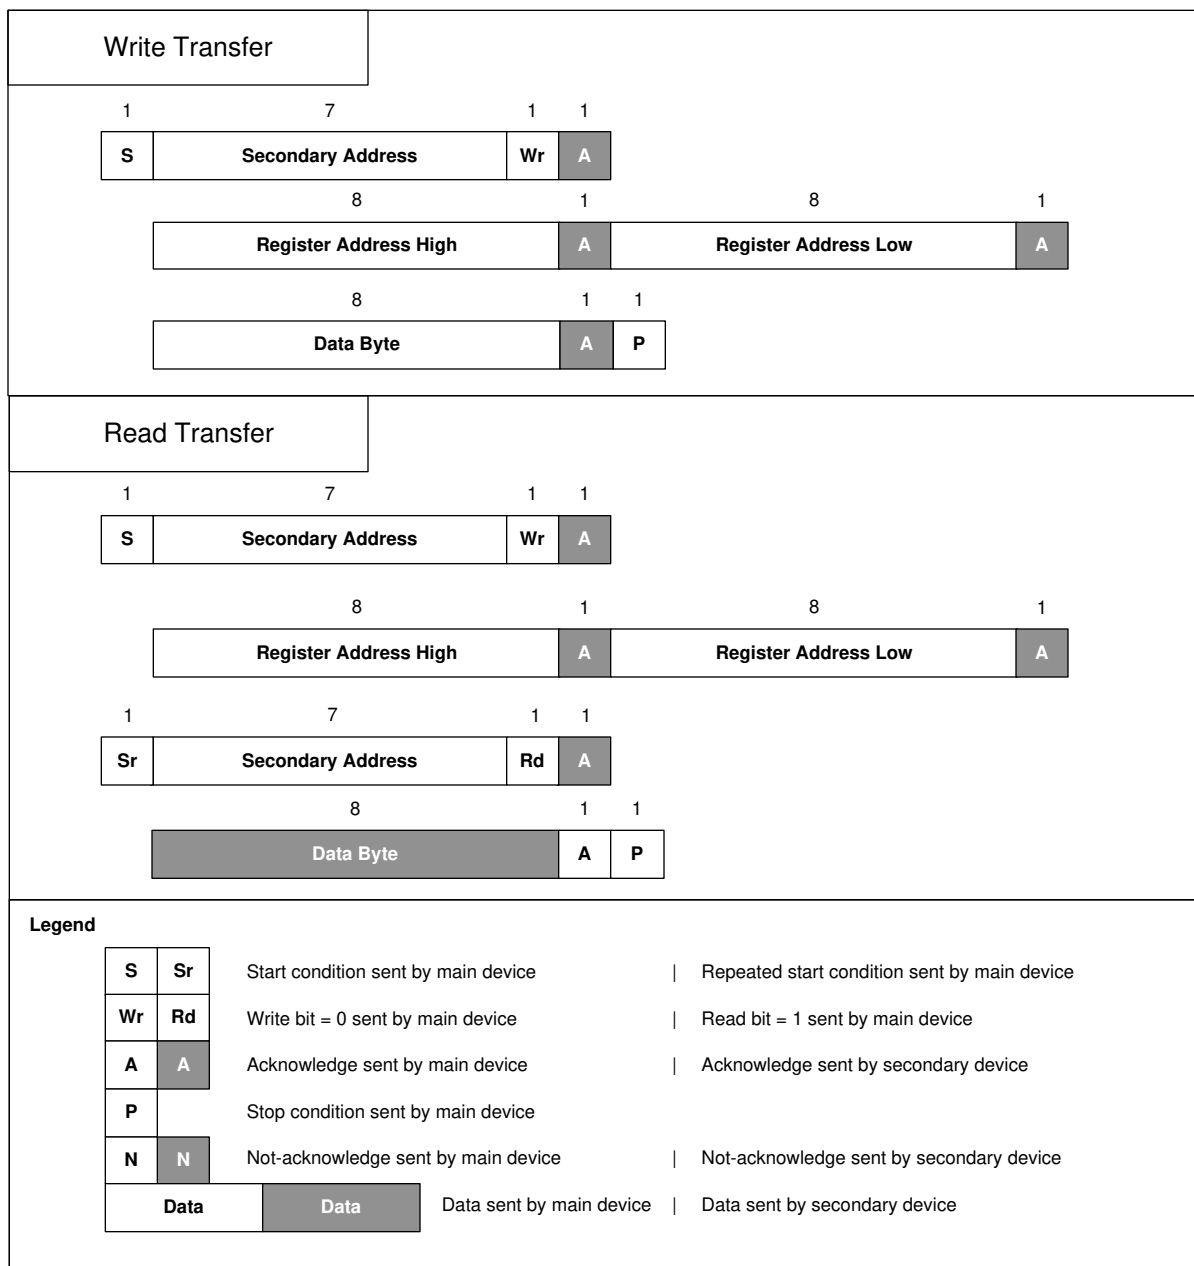 Write Transfer
1 7 1 1
S Secondary Address Wr A
8 1 8 1
Register Address High A Register Address Low A
8 1 1
Data Byte A P
Read Transfer
1 7 1 1
S Secondary Address Wr A
8 1 8 1
Register Address High A Register Address Low A
1 7 1 1
Sr Secondary Address Rd A
8 1 1
Data Byte A P
Legend
S Sr Start condition sent by main device | Repeated start condition sent by main device
Wr Rd Write bit = 0 sent by main device | Read bit = 1 sent by main device
A A Acknowledge sent by main device | Acknowledge sent by secondary device
P Stop condition sent by main device
N N Not-acknowledge sent by main device | Not-acknowledge sent by secondary device
Data Data Data sent by main device | Data sent by secondary device